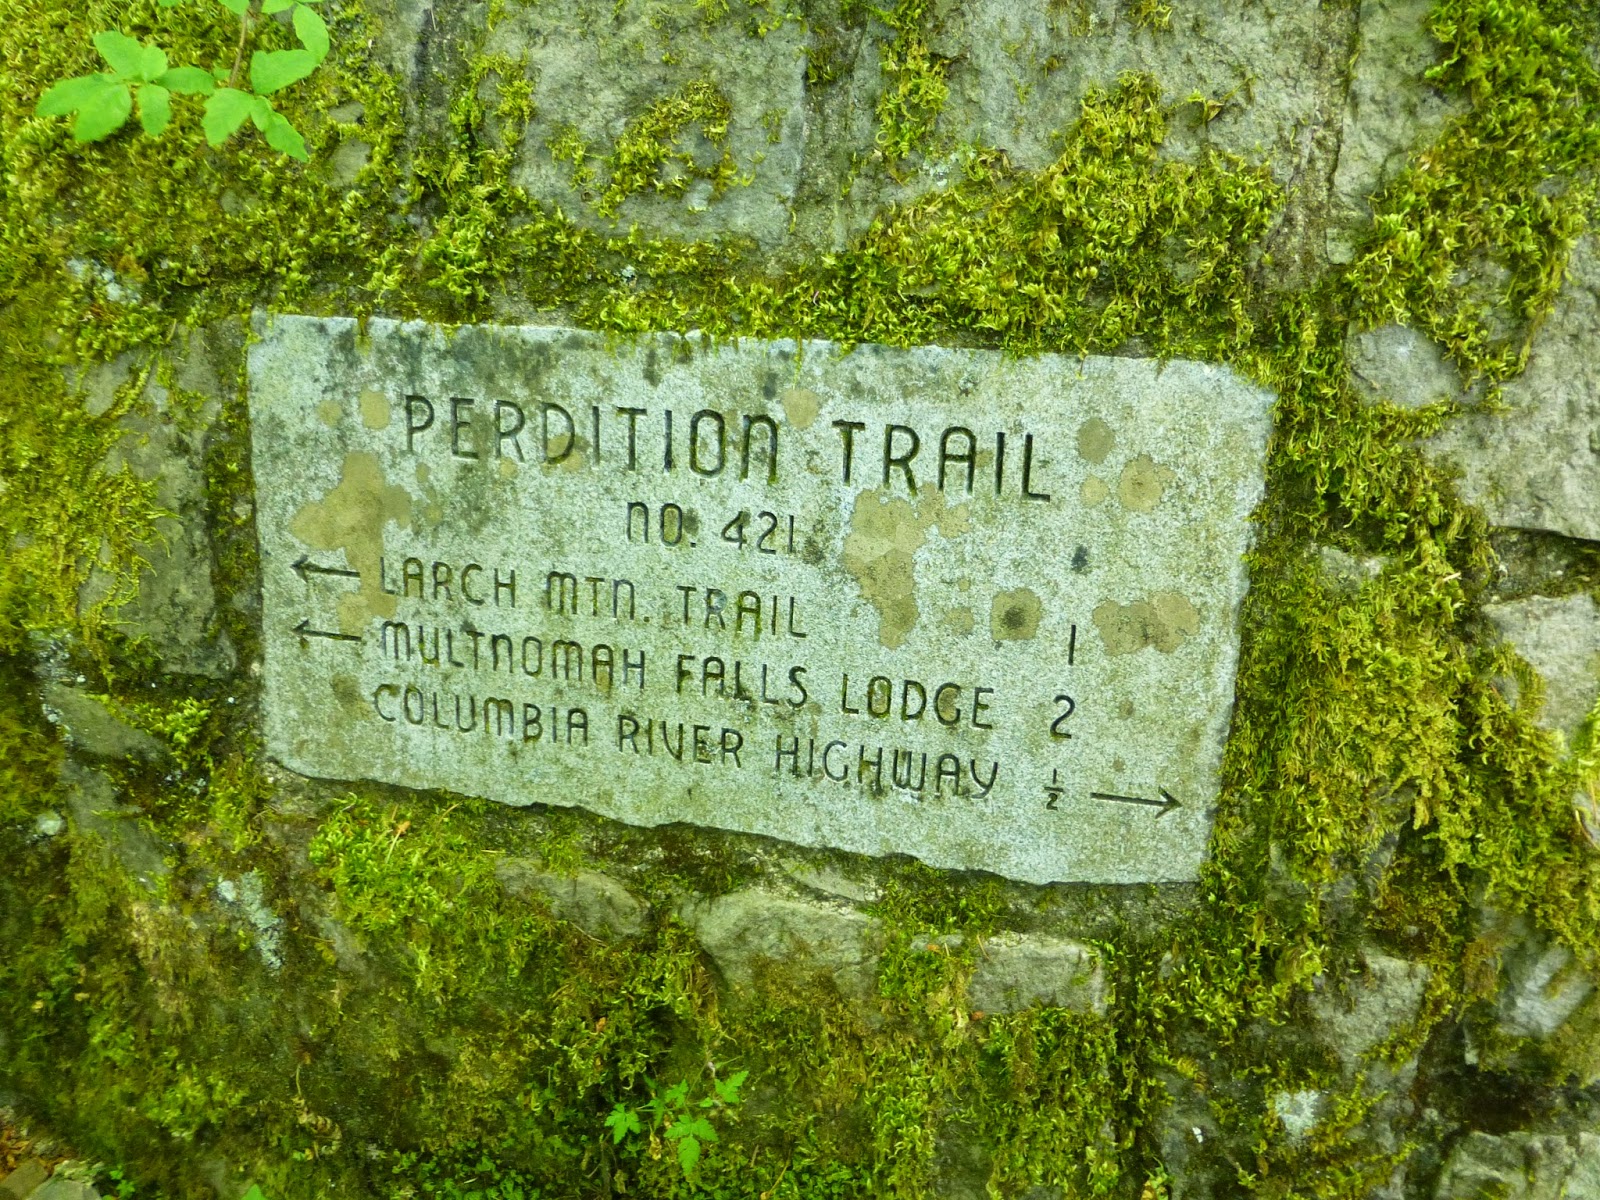 PERDITION TRAIL
NO. 421
← LARCH MTN. TRAIL 1
← MULTNOMAH FALLS LODGE 2
COLUMBIA RIVER HIGHWAY ½ →